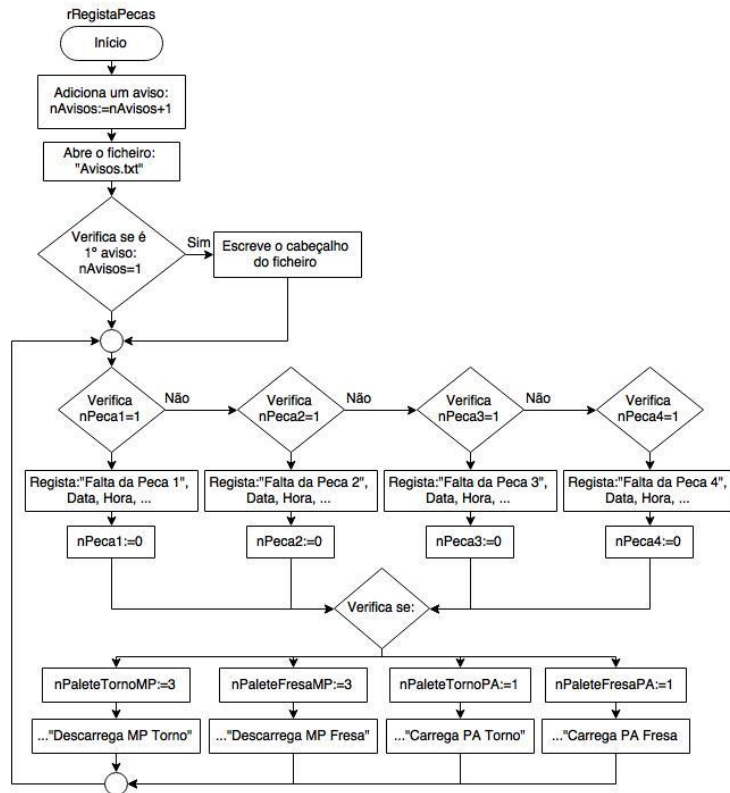 rRegistaPecas
Início
Adiciona um aviso:
nAvisos:=nAvisos+1
Abre o ficheiro:
"Avisos.txt"
Verifica se é
1º aviso:
nAvisos=1
Sim
Escreve o cabeçalho
do ficheiro
Verifica
nPeca1=1
Não
Verifica
nPeca2=1
Não
Verifica
nPeca3=1
Não
Verifica
nPeca4=1
Regista:"Falta da Peca 1",
Data, Hora, ...
Regista:"Falta da Peca 2",
Data, Hora, ...
Regista:"Falta da Peca 3",
Data, Hora, ...
Regista:"Falta da Peca 4",
Data, Hora, ...
nPeca1:=0
nPeca2:=0
nPeca3:=0
nPeca4:=0
Verifica se:
nPaleteTornoMP:=3
nPaleteFresaMP:=3
nPaleteTornoPA:=1
nPaleteFresaPA:=1
..."Descarrega MP Torno"
..."Descarrega MP Fresa"
..."Carrega PA Torno"
..."Carrega PA Fresa